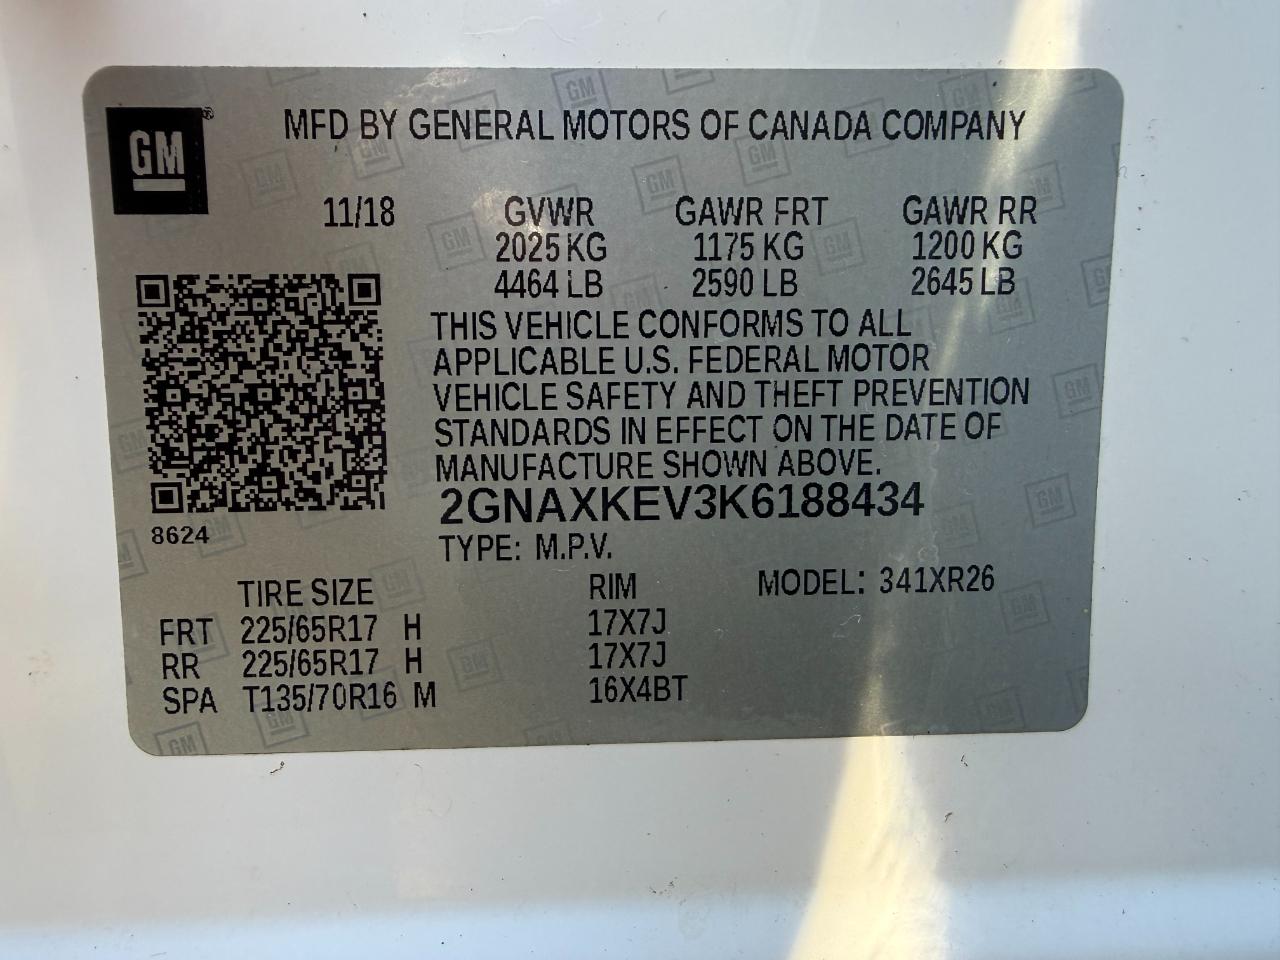 GM
MFD BY GENERAL MOTORS OF CANADA COMPANY
11/18 GVWR GAWR FRT GAWR RR
2025 KG 1175 KG 1200 KG
4464 LB 2590 LB 2645 LB
THIS VEHICLE CONFORMS TO ALL
APPLICABLE U.S. FEDERAL MOTOR
VEHICLE SAFETY AND THEFT PREVENTION
STANDARDS IN EFFECT ON THE DATE OF
MANUFACTURE SHOWN ABOVE.
2GNAXKEV3K6188434
8624
TYPE: M.P.V.
TIRE SIZE RIM MODEL: 341XR26
FRT 225/65R17 H 17X7J
RR 225/65R17 H 17X7J
SPA T135/70R16 M 16X4BT